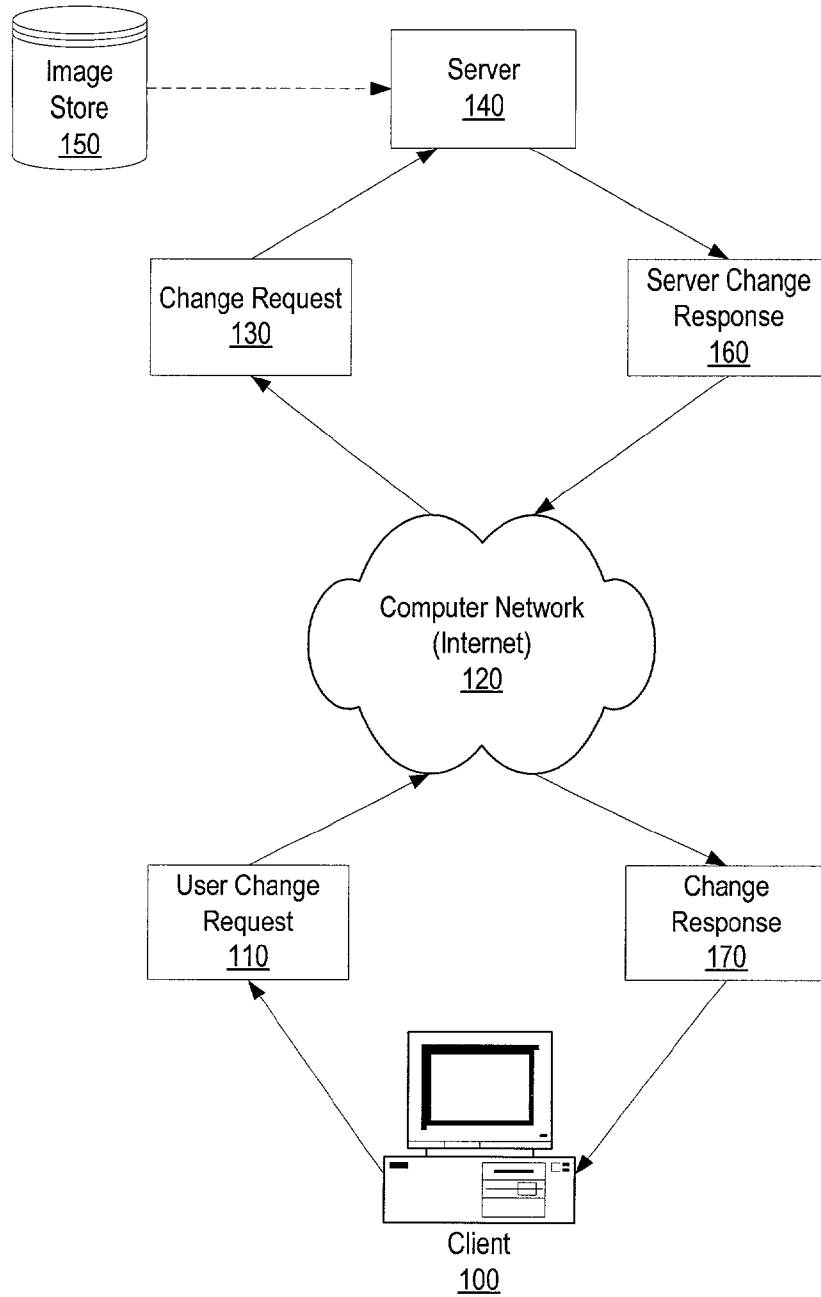 Image
Store
150
Server
140
Change Request
130
Server Change
Response
160
Computer Network
(Internet)
120
User Change
Request
110
Change
Response
170
Client
100